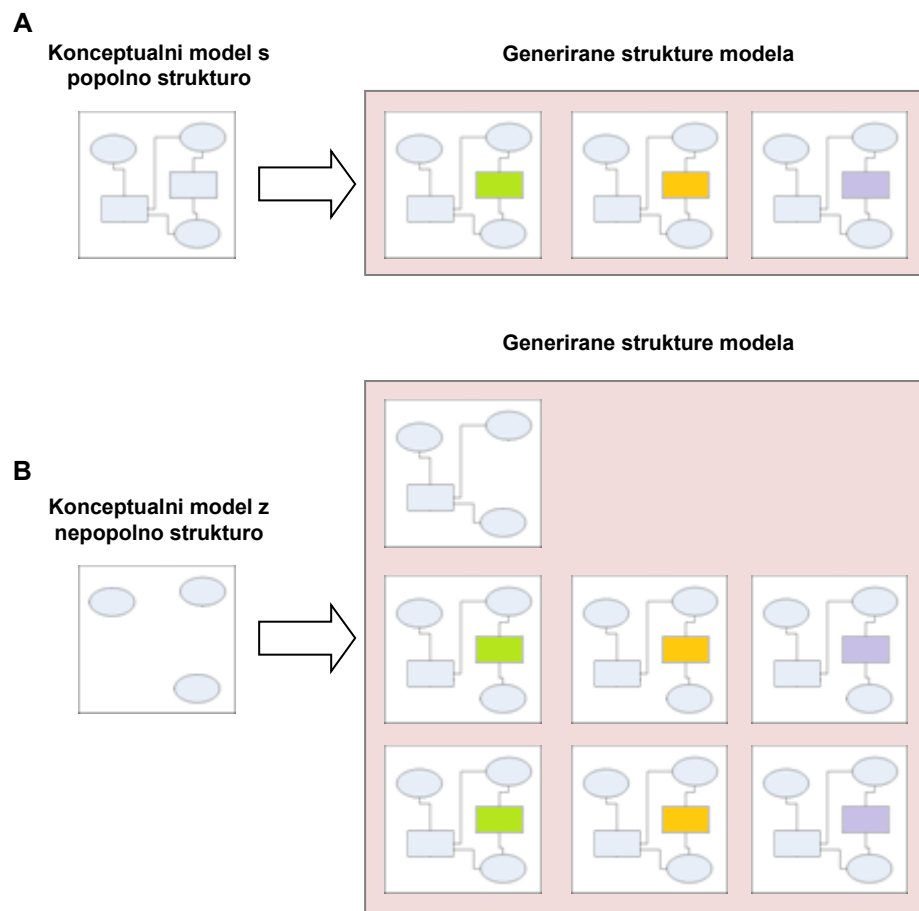 A
Konceptualni model s
popolno strukturo
Generirane strukture modela
Generirane strukture modela
B
Konceptualni model z
nepopolno strukturo